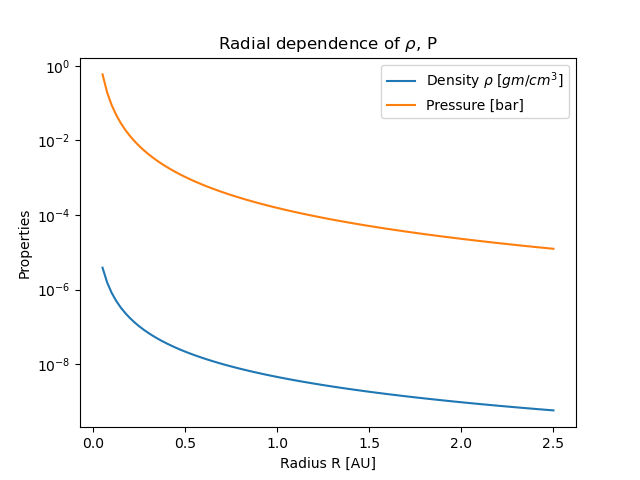 Radial dependence of ρ, P
Density ρ [gm/cm³]
Pressure [bar]
10⁰
10⁻²
10⁻⁴
10⁻⁶
10⁻⁸
Properties
0.0 0.5 1.0 1.5 2.0 2.5
Radius R [AU]